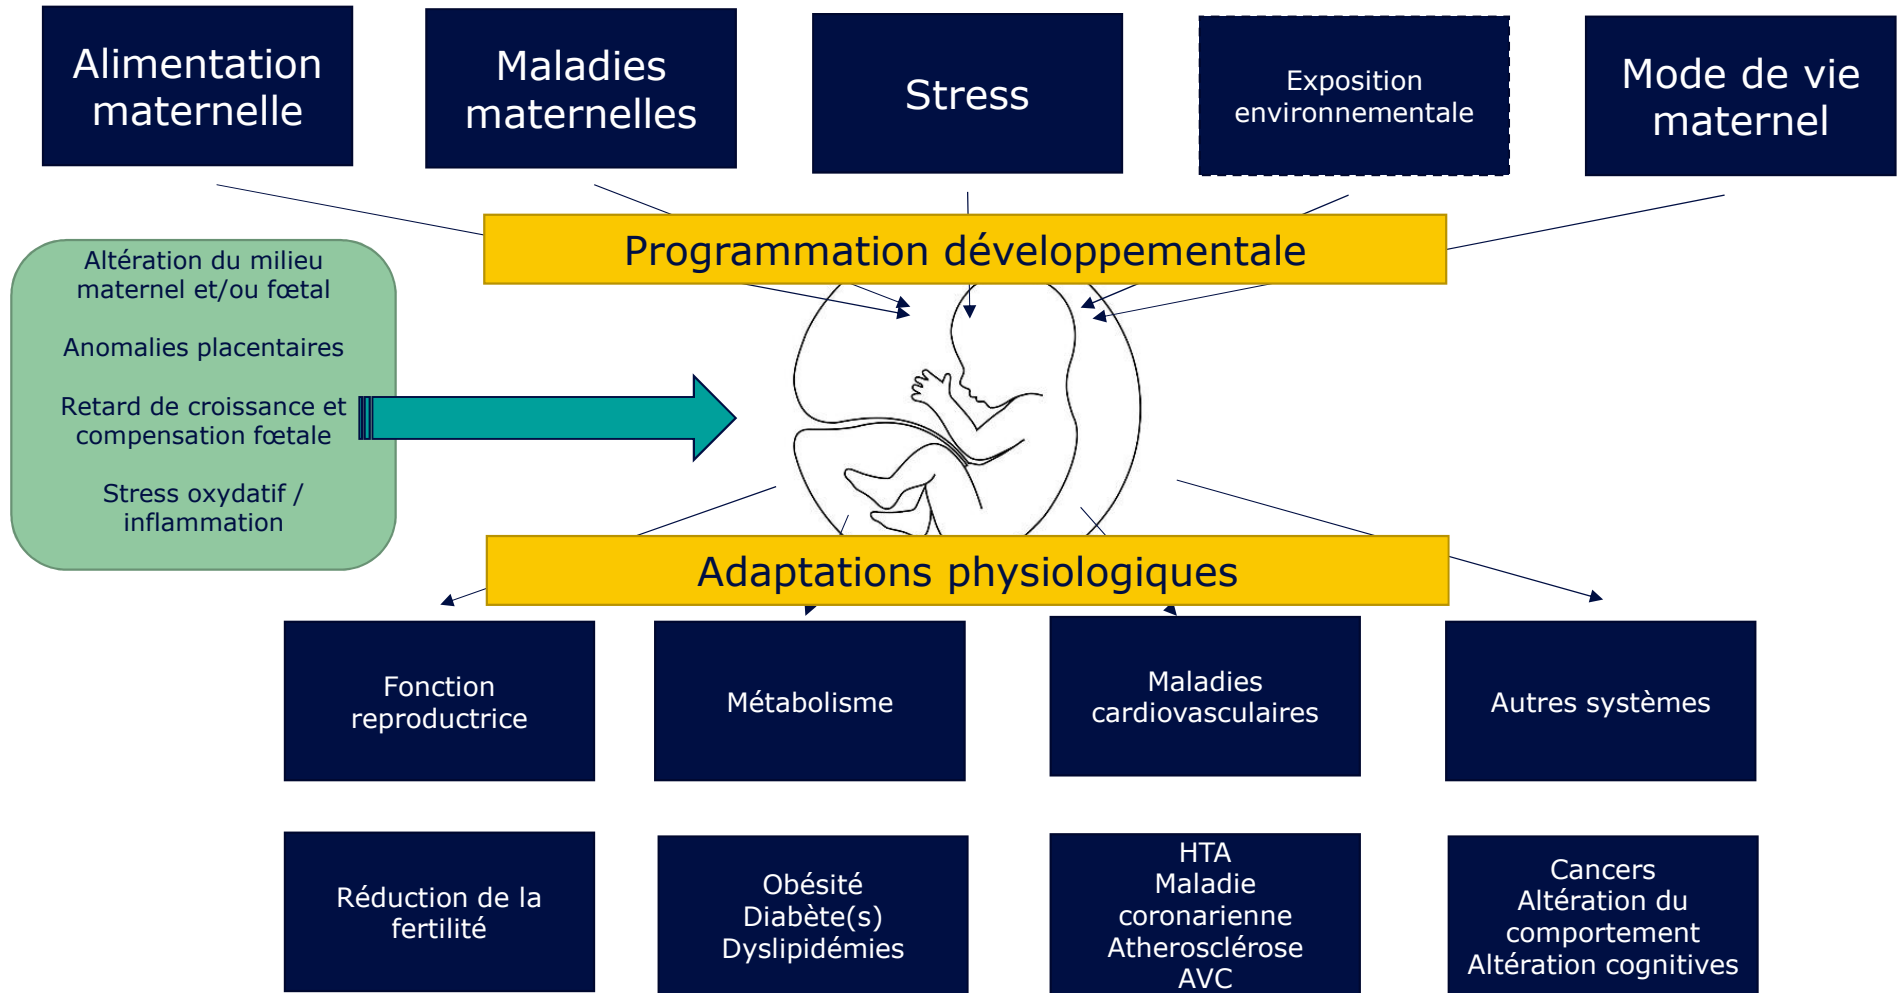 Alimentation
maternelle
Maladies
maternelles
Stress
Exposition
environnementale
Mode de vie
maternel
Programmation développementale
Altération du milieu
maternel et/ou fœtal
Anomalies placentaires
Retard de croissance et
compensation fœtale
Stress oxydatif /
inflammation
Adaptations physiologiques
Fonction
reproductrice
Métabolisme
Maladies
cardiovasculaires
Autres systèmes
Réduction de la
fertilité
Obésité
Diabète(s)
Dyslipidémies
HTA
Maladie
coronarienne
Atherosclérose
AVC
Cancers
Altération du
comportement
Altération cognitives